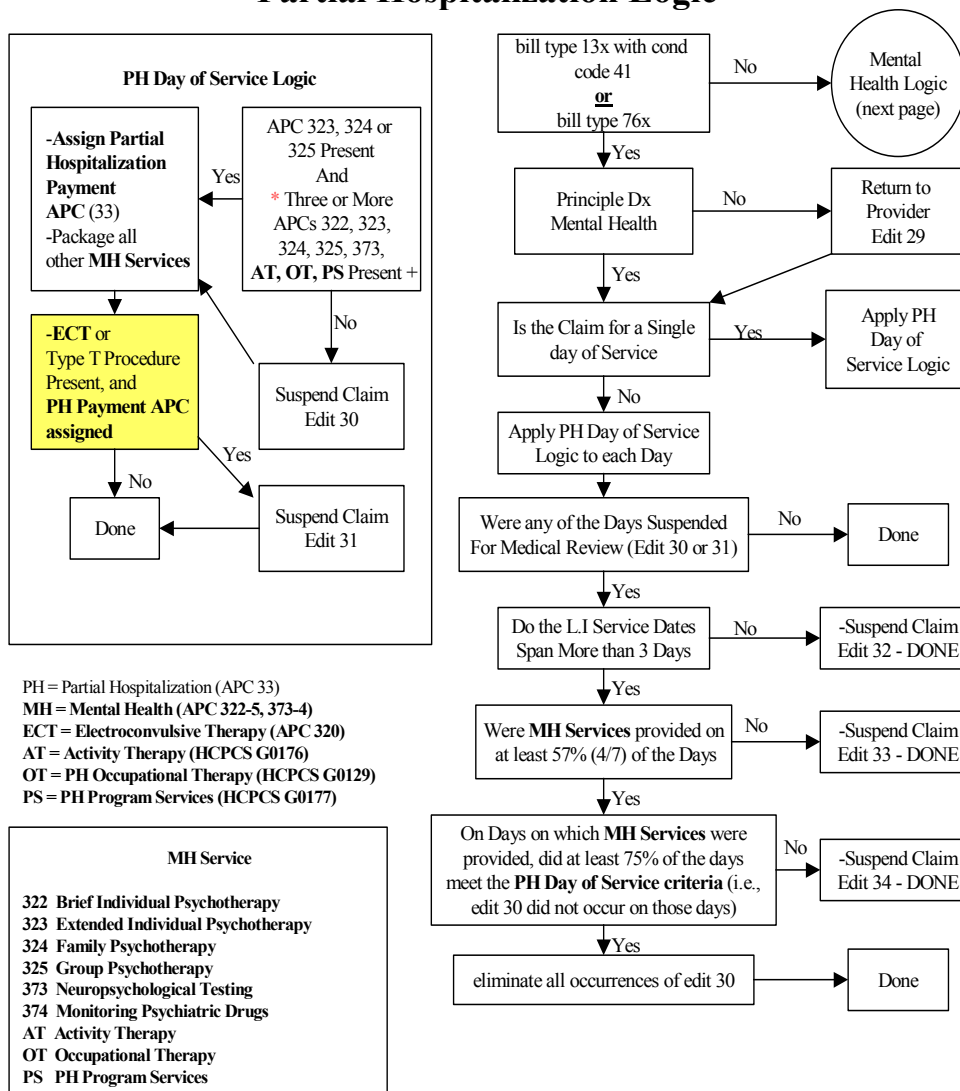 Partial Hospitalization Logic
PH Day of Service Logic
-Assign Partial
Hospitalization
Payment
APC (33)
-Package all
other MH Services
Yes
APC 323, 324 or
325 Present
And
* Three or More
APCs 322, 323,
324, 325, 373,
AT, OT, PS Present +
No
-ECT or
Type T Procedure
Present, and
PH Payment APC
assigned
Suspend Claim
Edit 30
Yes
No
Done
Suspend Claim
Edit 31
PH = Partial Hospitalization (APC 33)
MH = Mental Health (APC 322-5, 373-4)
ECT = Electroconvulsive Therapy (APC 320)
AT = Activity Therapy (HCPCS G0176)
OT = PH Occupational Therapy (HCPCS G0129)
PS = PH Program Services (HCPCS G0177)
MH Service
322 Brief Individual Psychotherapy
323 Extended Individual Psychotherapy
324 Family Psychotherapy
325 Group Psychotherapy
373 Neuropsychological Testing
374 Monitoring Psychiatric Drugs
AT Activity Therapy
OT Occupational Therapy
PS PH Program Services
bill type 13x with cond
code 41
or
bill type 76x
No
Mental
Health Logic
(next page)
Yes
Principle Dx
Mental Health
No
Return to
Provider
Edit 29
Yes
Is the Claim for a Single
day of Service
Yes
Apply PH
Day of
Service Logic
No
Apply PH Day of Service
Logic to each Day
Were any of the Days Suspended
For Medical Review (Edit 30 or 31)
No
Done
Yes
Do the L.I Service Dates
Span More than 3 Days
No
-Suspend Claim
Edit 32 - DONE
Yes
Were MH Services provided on
at least 57% (4/7) of the Days
No
-Suspend Claim
Edit 33 - DONE
Yes
On Days on which MH Services were
provided, did at least 75% of the days
meet the PH Day of Service criteria (i.e.,
edit 30 did not occur on those days)
No
-Suspend Claim
Edit 34 - DONE
Yes
eliminate all occurrences of edit 30
Done